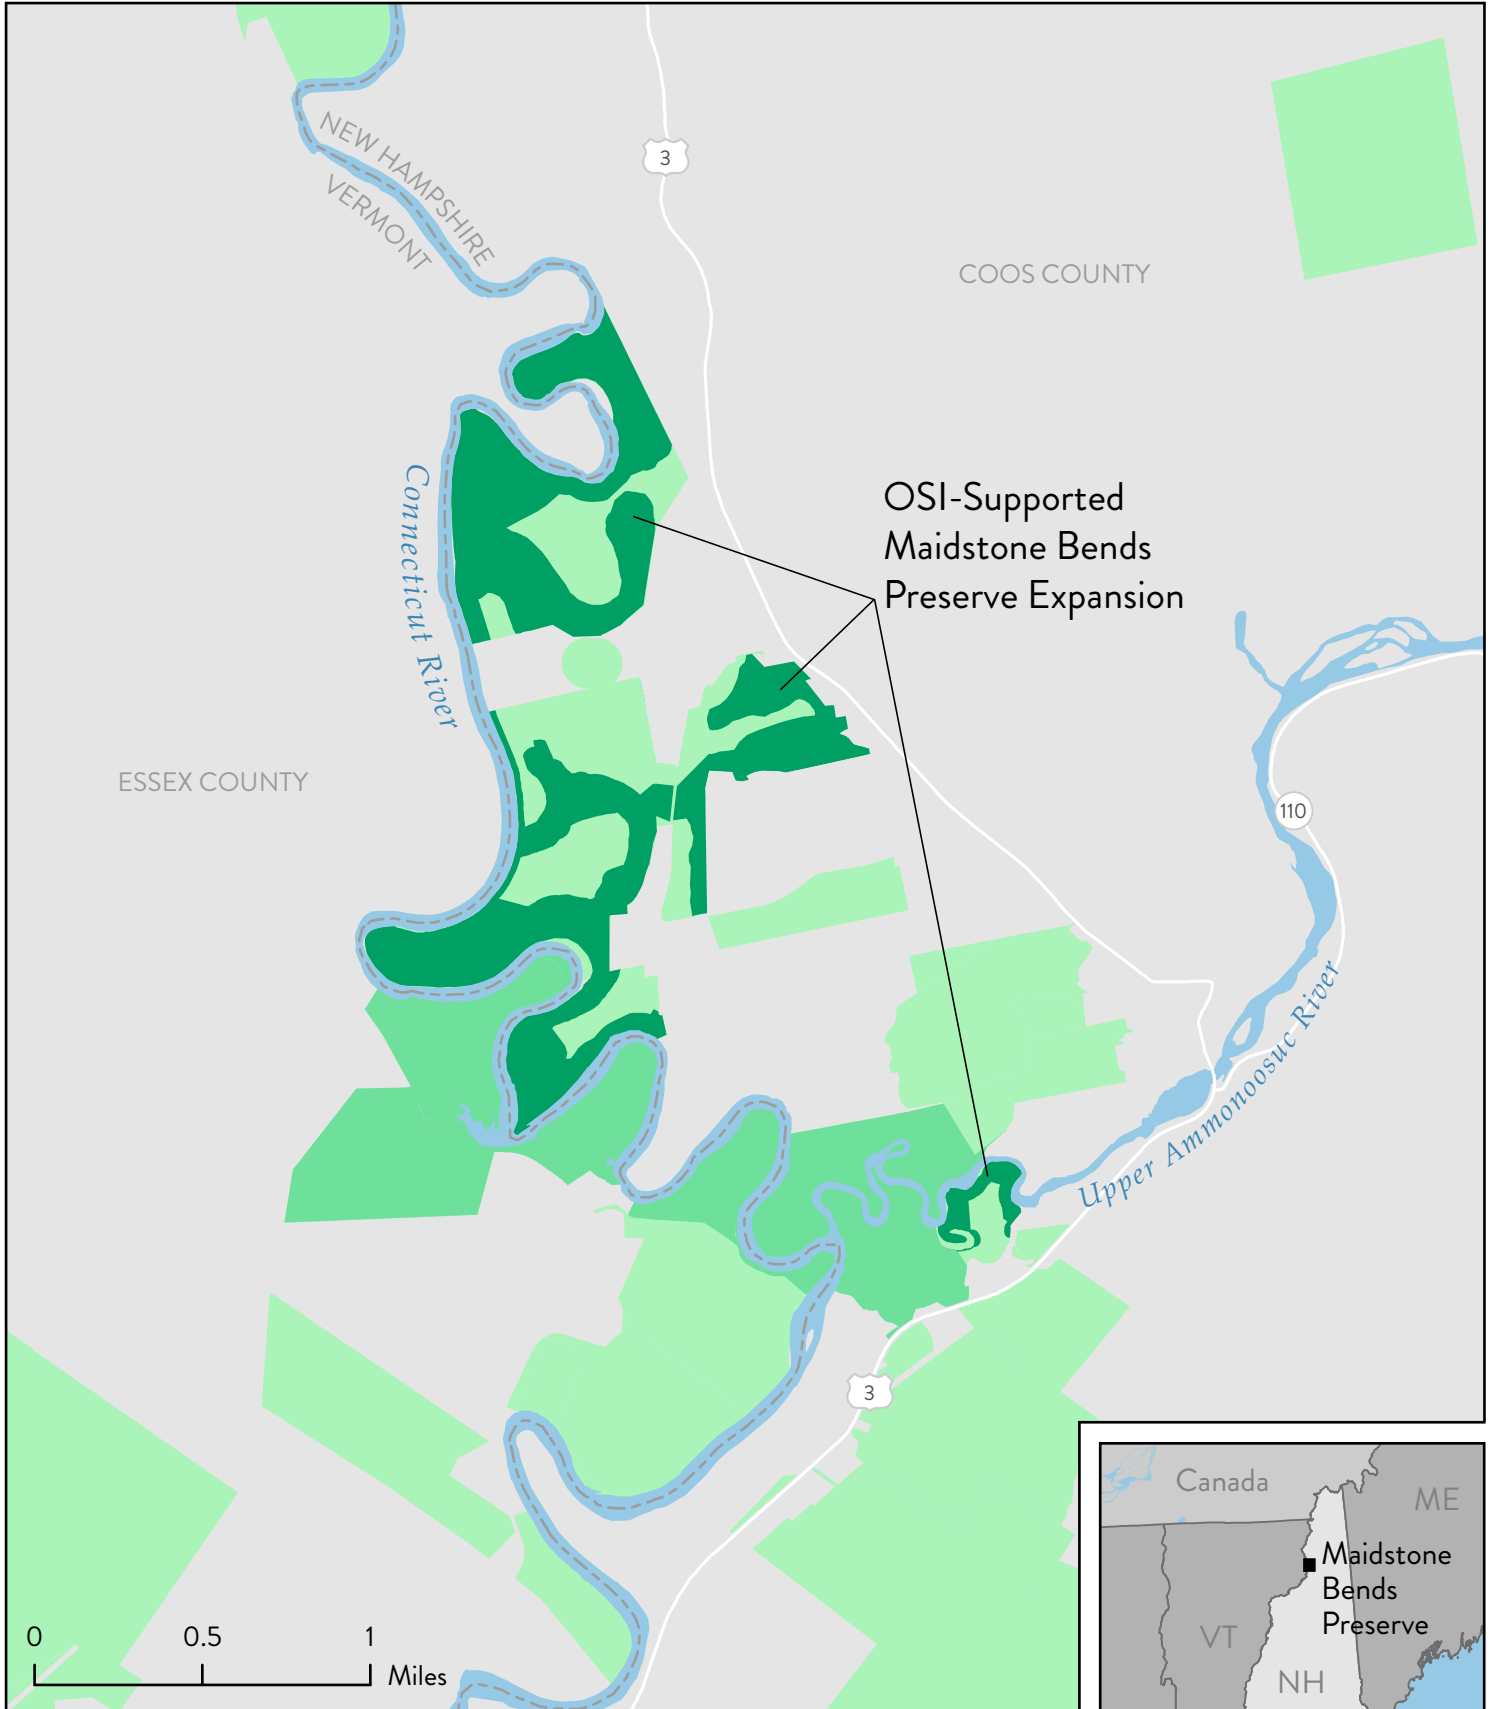 NEW HAMPSHIRE
VERMONT
3
COOS COUNTY
Connecticut River
OSI-Supported
Maidstone Bends
Preserve Expansion
ESSEX COUNTY
110
Upper Ammonoosuc River
3
0 0.5 1
Miles
Canada
ME
Maidstone
Bends
Preserve
VT
NH